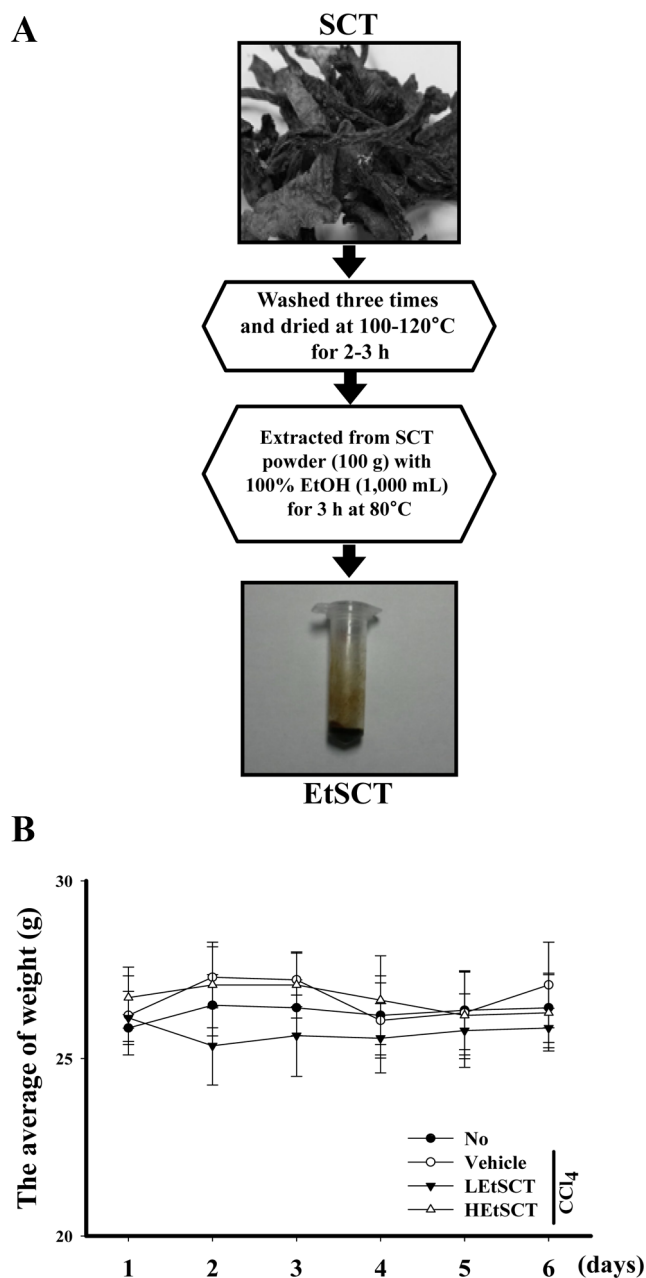 A
SCT
Washed three times
and dried at 100-120°C
for 2-3 h
Extracted from SCT
powder (100 g) with
100% EtOH (1,000 mL)
for 3 h at 80°C
EtSCT
B
The average of weight (g)
30
25
20
No
Vehicle
LEtSCT
HEtSCT
CCl4
1 2 3 4 5 6 (days)